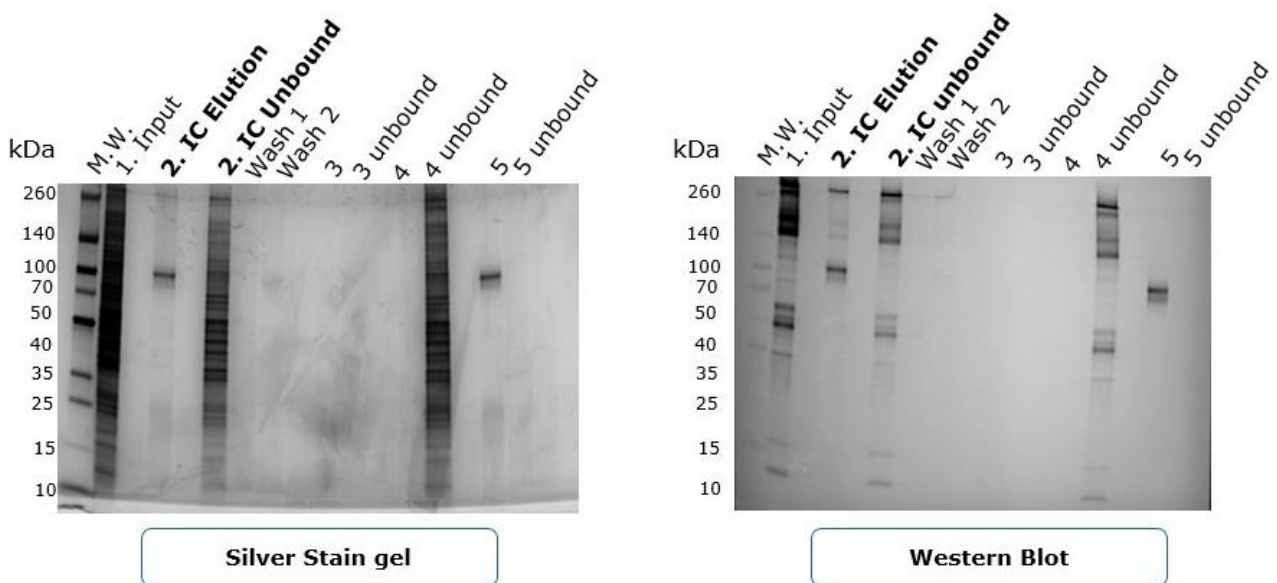 M.W.
1. Input
2. IC Elution
2. IC Unbound
Wash 1
Wash 2
3
3 unbound
4
4 unbound
5
5 unbound
kDa
260
140
100
70
50
40
35
25
15
10
Silver Stain gel
M.W.
1. Input
2. IC Elution
2. IC unbound
Wash 1
Wash 2
3
3 unbound
4
4 unbound
5
5 unbound
kDa
260
140
100
70
50
40
35
25
15
10
Western Blot